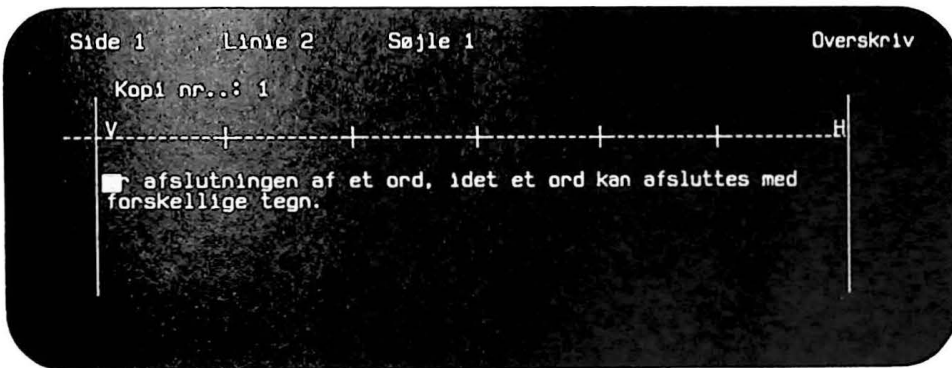 Side 1 Linie 2 Søjle 1 Overskriv
Kopi nr..: 1
V H
r afslutningen af et ord, idet et ord kan afsluttes med
forskellige tegn.